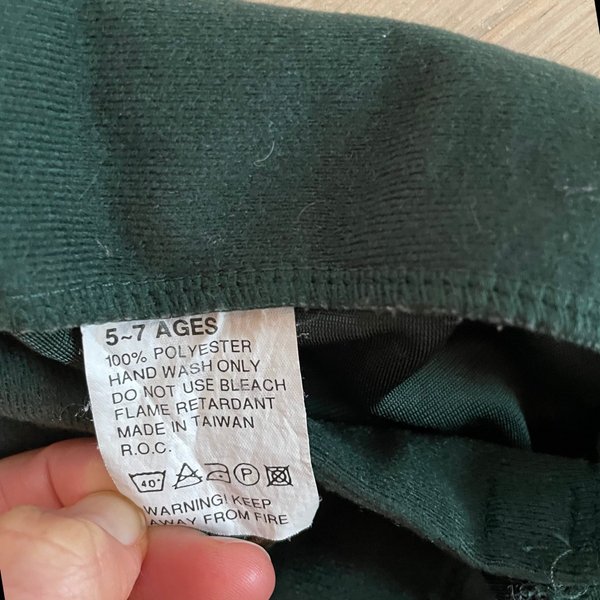 5~7 AGES
100% POLYESTER
HAND WASH ONLY
DO NOT USE BLEACH
FLAME RETARDANT
MADE IN TAIWAN
R.O.C.
40° P
WARNING! KEEP
AWAY FROM FIRE